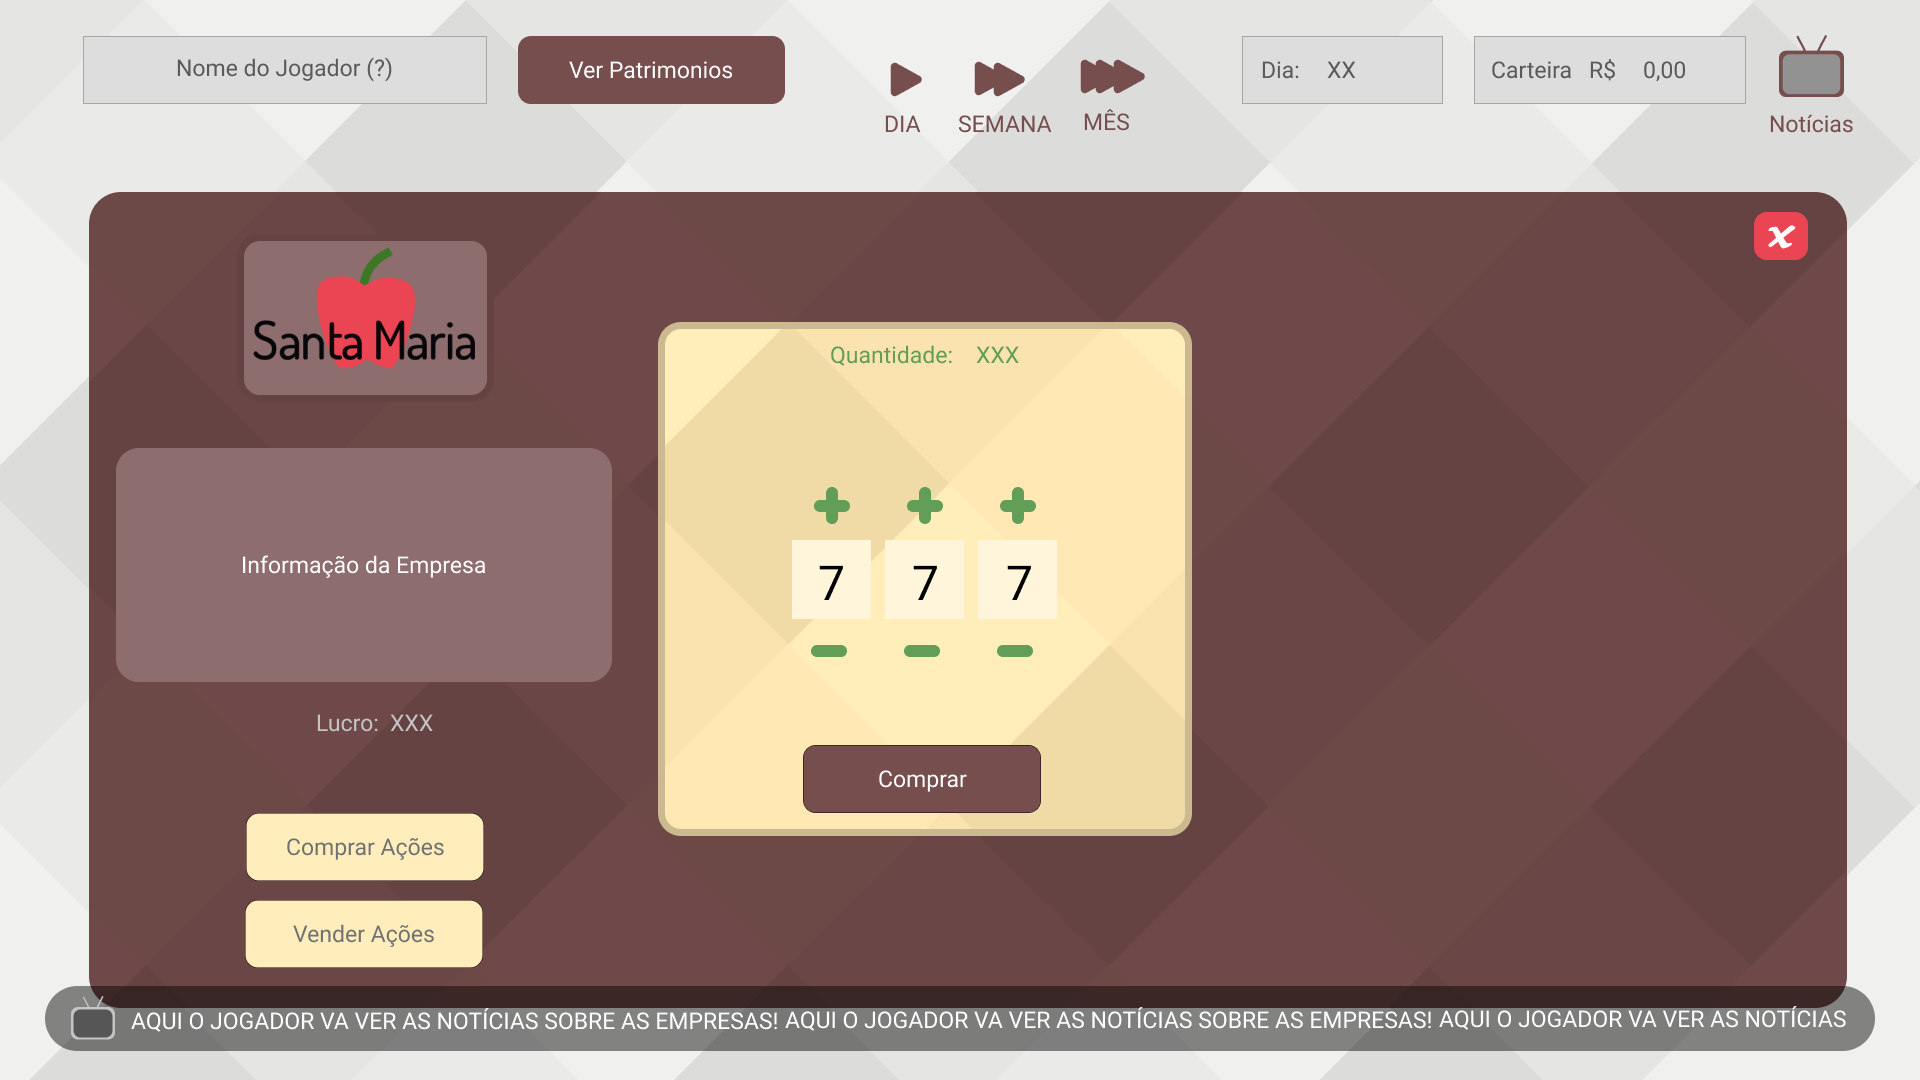 Nome do Jogador (?)
Ver Patrimonios
DIA
SEMANA
MÊS
Dia: XX
Carteira R$ 0,00
Notícias
x
Santa Maria
Informação da Empresa
Lucro: XXX
Comprar Ações
Vender Ações
Quantidade: XXX
7 7 7
Comprar
AQUI O JOGADOR VA VER AS NOTÍCIAS SOBRE AS EMPRESAS! AQUI O JOGADOR VA VER AS NOTÍCIAS SOBRE AS EMPRESAS! AQUI O JOGADOR VA VER AS NOTÍCIAS